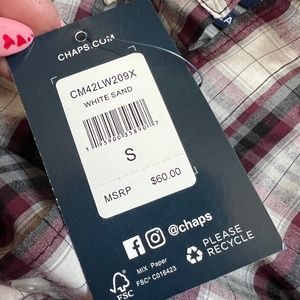 CHAPS.COM
CM42LW209X
WHITE SAND
S
MSRP $60.00
@chaps
PLEASE
RECYCLE
FSC
MIX Paper
FSC® C016423